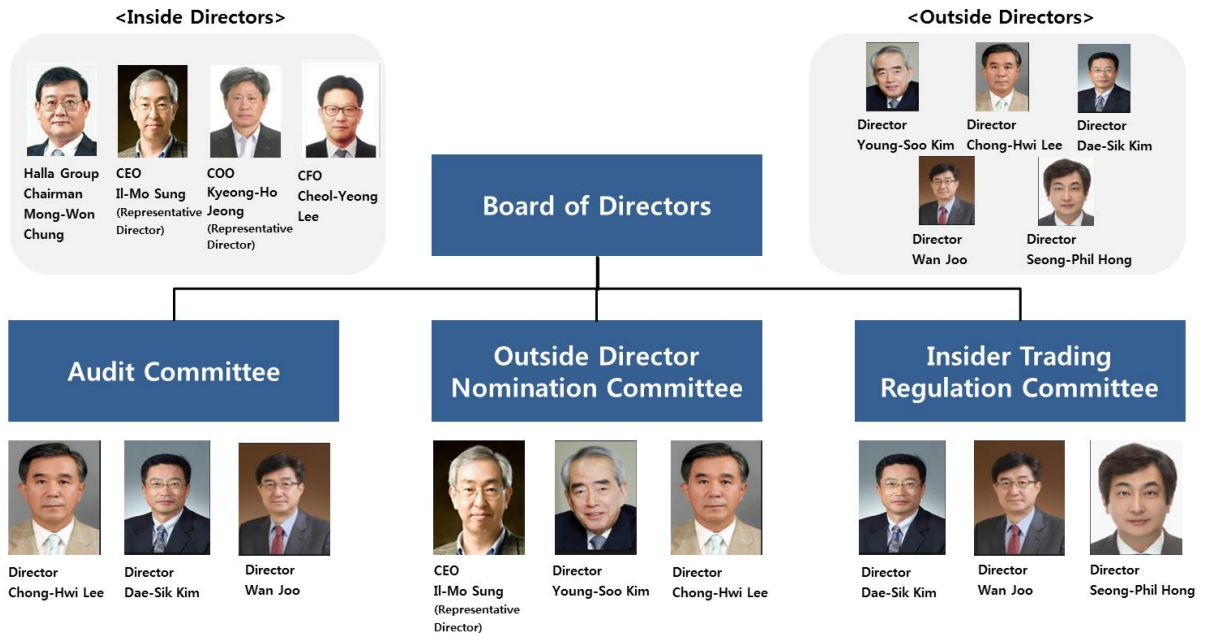 <Inside Directors>
Halla Group
Chairman
Mong-Won
Chung
CEO
Il-Mo Sung
(Representative
Director)
COO
Kyeong-Ho
Jeong
(Representative
Director)
CFO
Cheol-Yeong
Lee
<Outside Directors>
Director
Young-Soo Kim
Director
Chong-Hwi Lee
Director
Dae-Sik Kim
Director
Wan Joo
Director
Seong-Phil Hong
Board of Directors
Audit Committee
Director
Chong-Hwi Lee
Director
Dae-Sik Kim
Director
Wan Joo
Outside Director
Nomination Committee
CEO
Il-Mo Sung
(Representative
Director)
Director
Young-Soo Kim
Director
Chong-Hwi Lee
Insider Trading
Regulation Committee
Director
Dae-Sik Kim
Director
Wan Joo
Director
Seong-Phil Hong